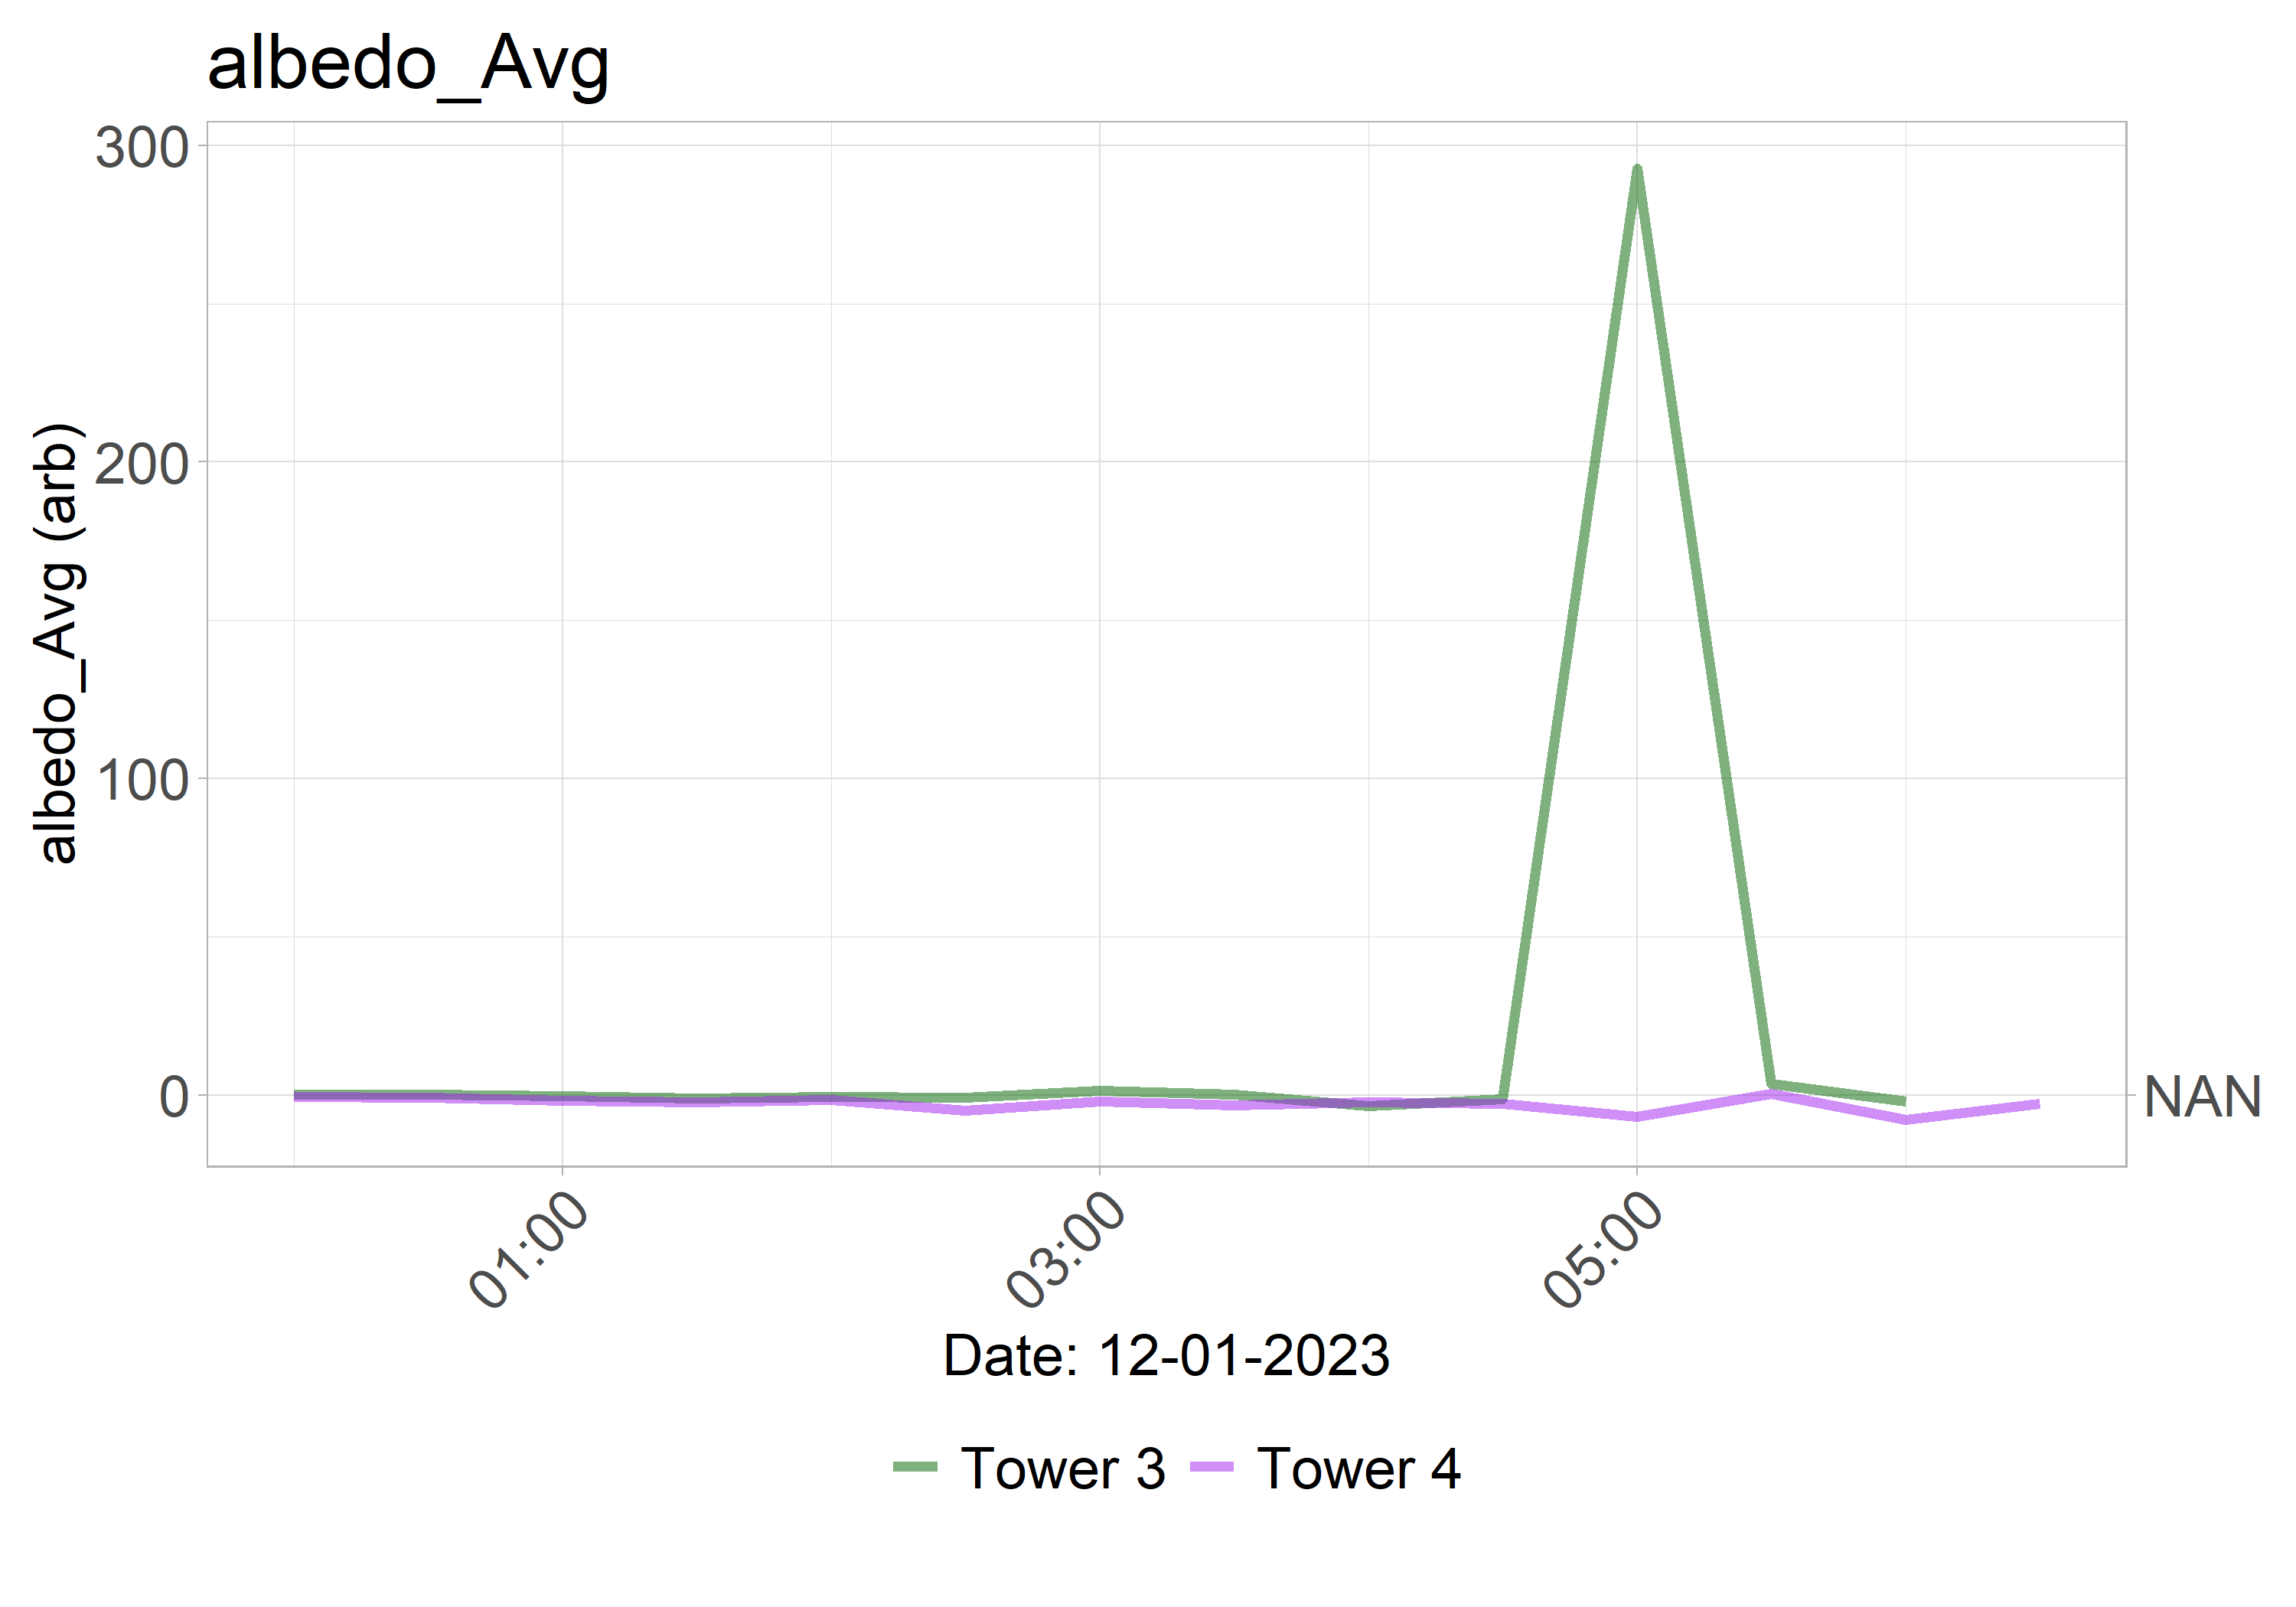 albedo_Avg
albedo_Avg (arb)
300
200
100
0
NAN
01:00
03:00
05:00
Date: 12-01-2023
Tower 3
Tower 4